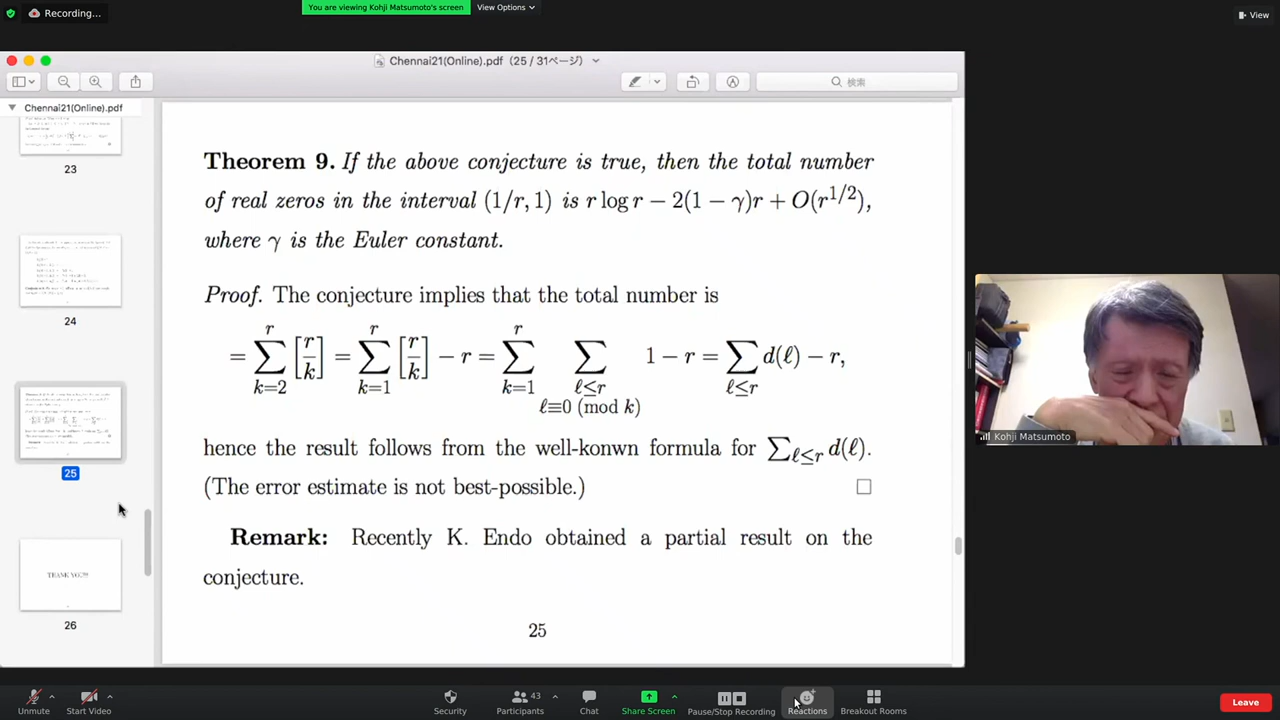 Recording...
You are viewing Kohji Matsumoto's screen
View Options
View
Chennai21(Online).pdf（25 / 31ページ）
検索
Chennai21(Online).pdf
23
24
25
THANK YOU!!!
26
Theorem 9. If the above conjecture is true, then the total number
of real zeros in the interval (1/r, 1) is r log r − 2(1 − γ)r + O(r^{1/2}),
where γ is the Euler constant.
Proof. The conjecture implies that the total number is
= ∑_{k=2}^{r} [r/k] = ∑_{k=1}^{r} [r/k] − r = ∑_{k=1}^{r} ∑_{ℓ≤r, ℓ≡0 (mod k)} 1 − r = ∑_{ℓ≤r} d(ℓ) − r,
hence the result follows from the well-konwn formula for ∑_{ℓ≤r} d(ℓ).
(The error estimate is not best-possible.) □
Remark: Recently K. Endo obtained a partial result on the
conjecture.
25
Kohji Matsumoto
Unmute
Start Video
Security
43
Participants
Chat
Share Screen
Pause/Stop Recording
Reactions
Breakout Rooms
Leave